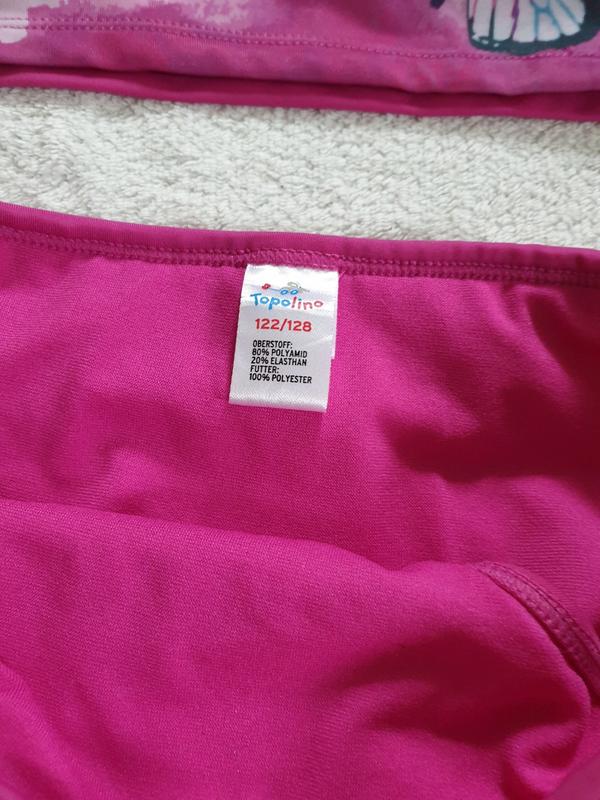 Topolino
122/128
OBERSTOFF:
80% POLYAMID
20% ELASTHAN
FUTTER:
100% POLYESTER